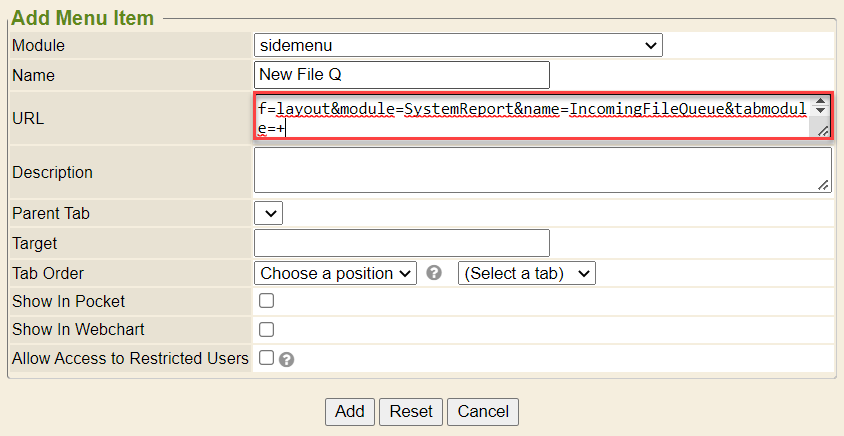 Add Menu Item
Module sidemenu
Name New File Q
URL f=layout&module=SystemReport&name=IncomingFileQueue&tabmodul
e=+
Description
Parent Tab
Target
Tab Order Choose a position ? (Select a tab)
Show In Pocket
Show In Webchart
Allow Access to Restricted Users ?
Add Reset Cancel